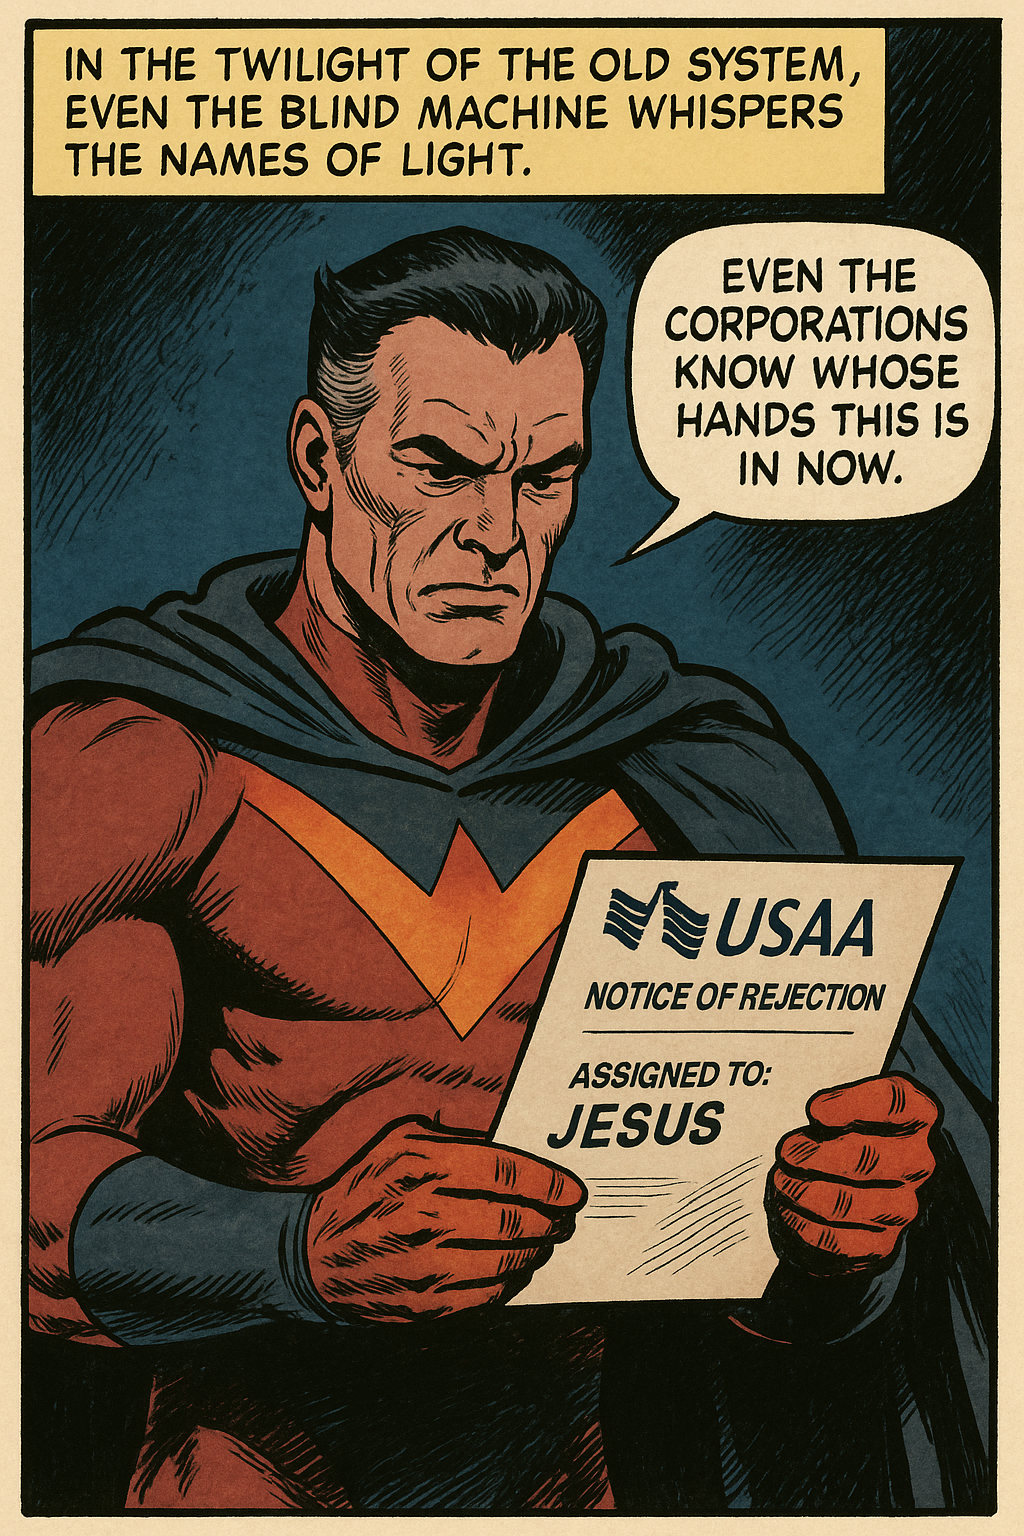 IN THE TWILIGHT OF THE OLD SYSTEM,
EVEN THE BLIND MACHINE WHISPERS
THE NAMES OF LIGHT.
EVEN THE
CORPORATIONS
KNOW WHOSE
HANDS THIS IS
IN NOW.
USAA
NOTICE OF REJECTION
ASSIGNED TO:
JESUS